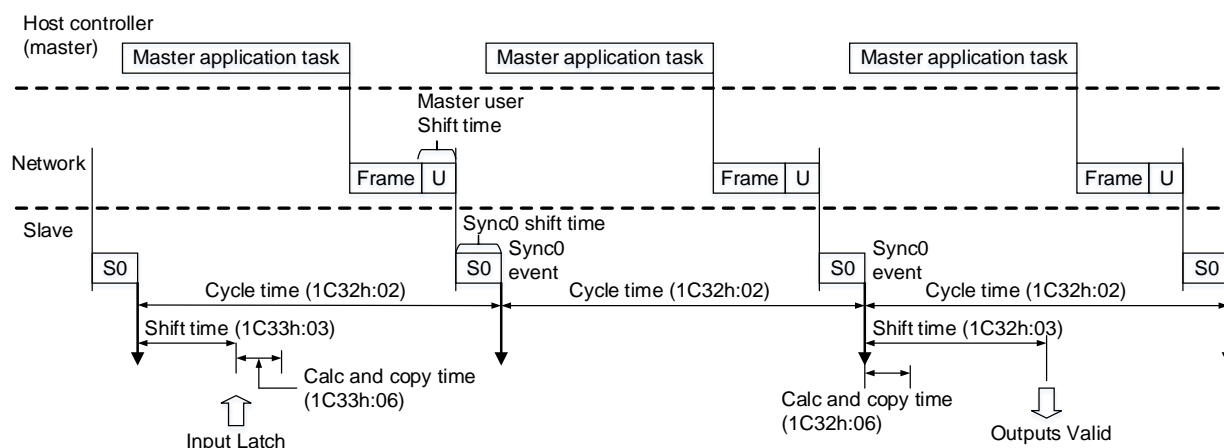 Host controller
(master)
Master application task
Master application task
Master application task
Master user
Shift time
Network
Frame
U
Frame
U
Frame
U
Slave
Sync0 shift time
S0
S0
Sync0
event
S0
Sync0
event
S0
Cycle time (1C32h:02)
Cycle time (1C32h:02)
Cycle time (1C32h:02)
Shift time (1C33h:03)
Shift time (1C32h:03)
Calc and copy time
(1C33h:06)
Calc and copy time
(1C32h:06)
Input Latch
Outputs Valid